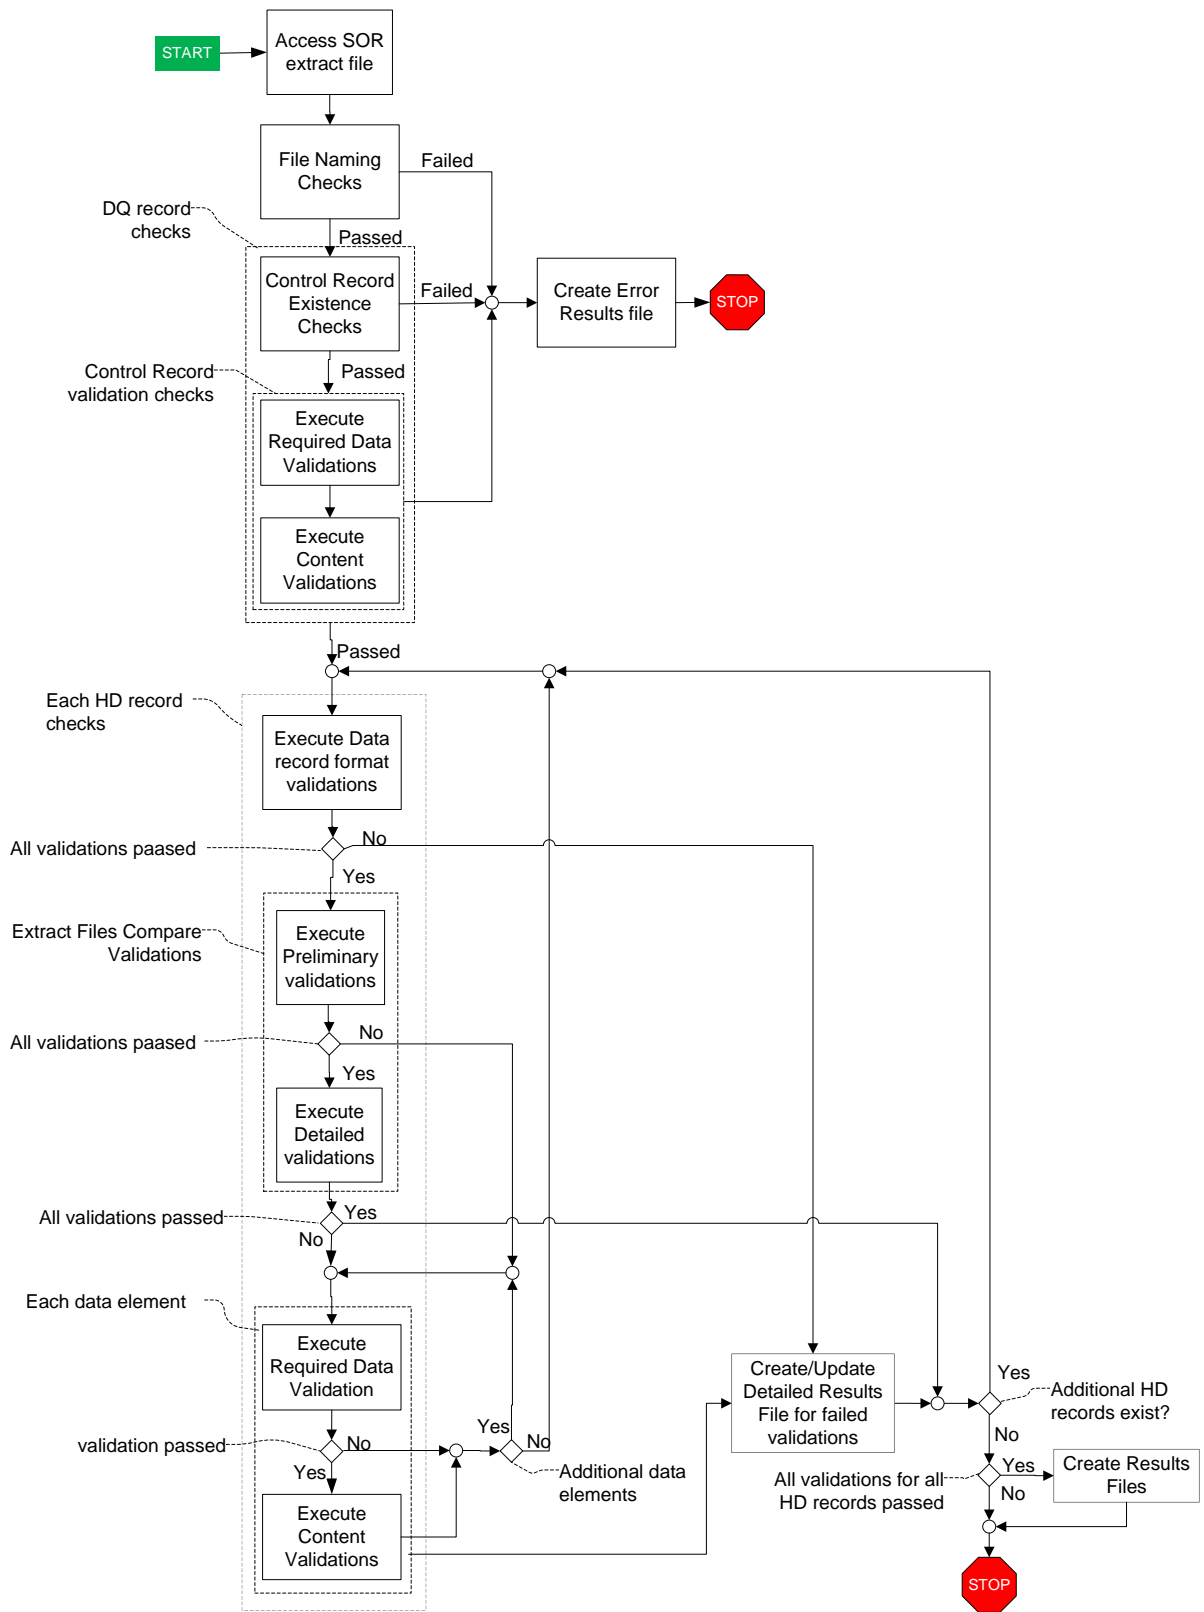 START
Access SOR
extract file
File Naming
Checks
Failed
DQ record
checks
Passed
Control Record
Existence
Checks
Failed
Create Error
Results file
STOP
Control Record
validation checks
Passed
Execute
Required Data
Validations
Execute
Content
Validations
Passed
Each HD record
checks
Execute Data
record format
validations
All validations paased
No
Yes
Extract Files Compare
Validations
Execute
Preliminary
validations
All validations paased
No
Yes
Execute
Detailed
validations
All validations passed
Yes
No
Each data element
Execute
Required Data
Validation
validation passed
No
Yes
Execute
Content
Validations
Yes
No
Additional data
elements
Create/Update
Detailed Results
File for failed
validations
Yes
Additional HD
records exist?
No
All validations for all
HD records passed
Yes
No
Create Results
Files
STOP